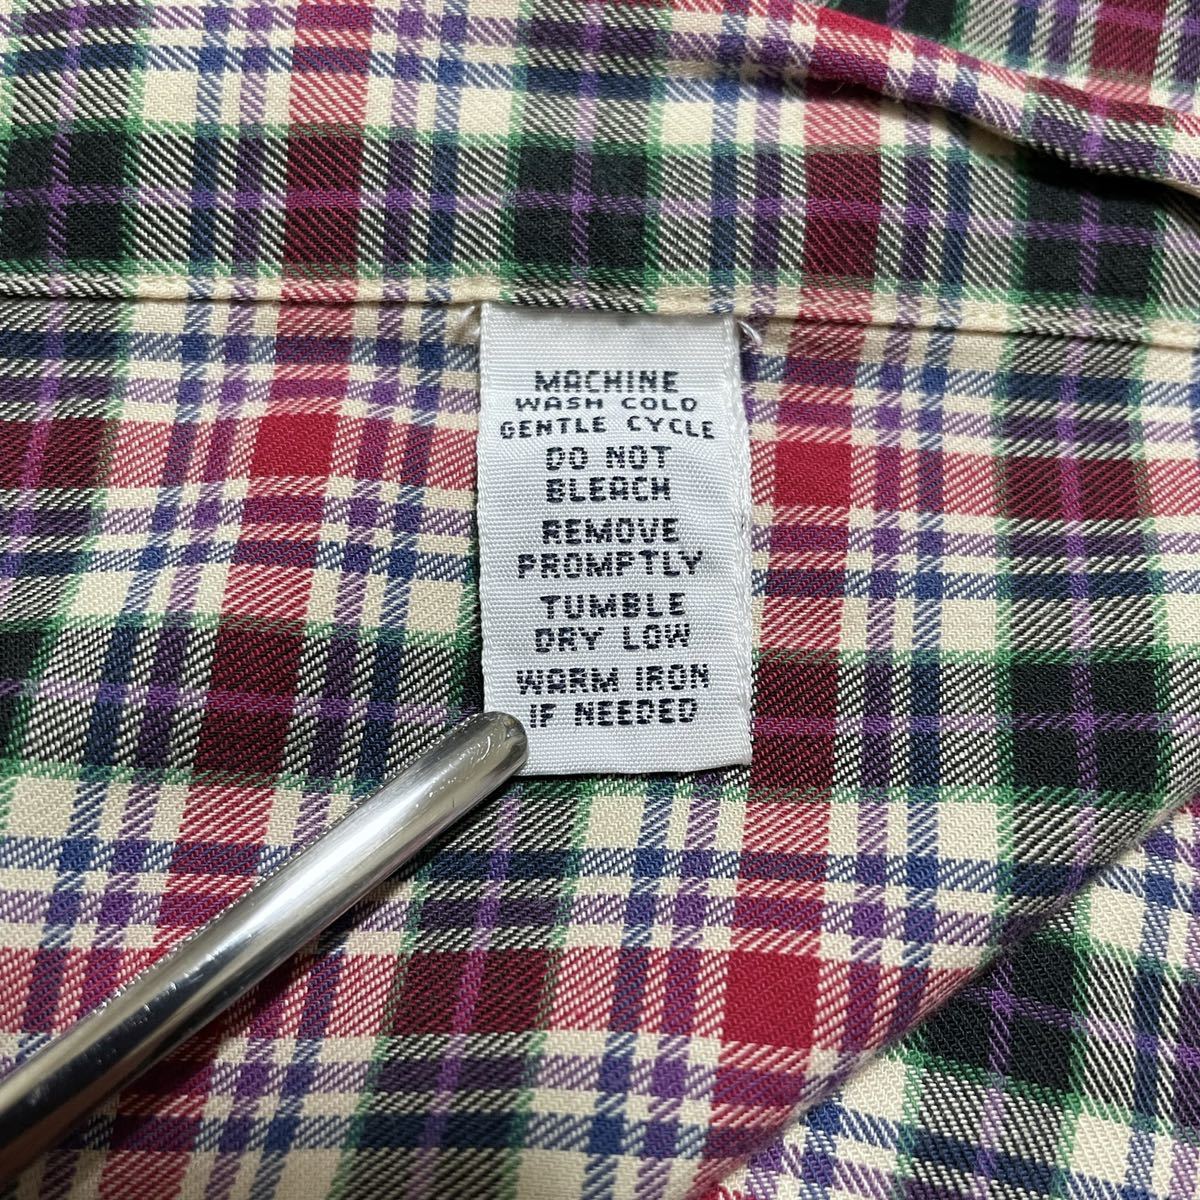 MACHINE
WASH COLD
GENTLE CYCLE
DO NOT
BLEACH
REMOVE
PROMPTLY
TUMBLE
DRY LOW
WARM IRON
IF NEEDED